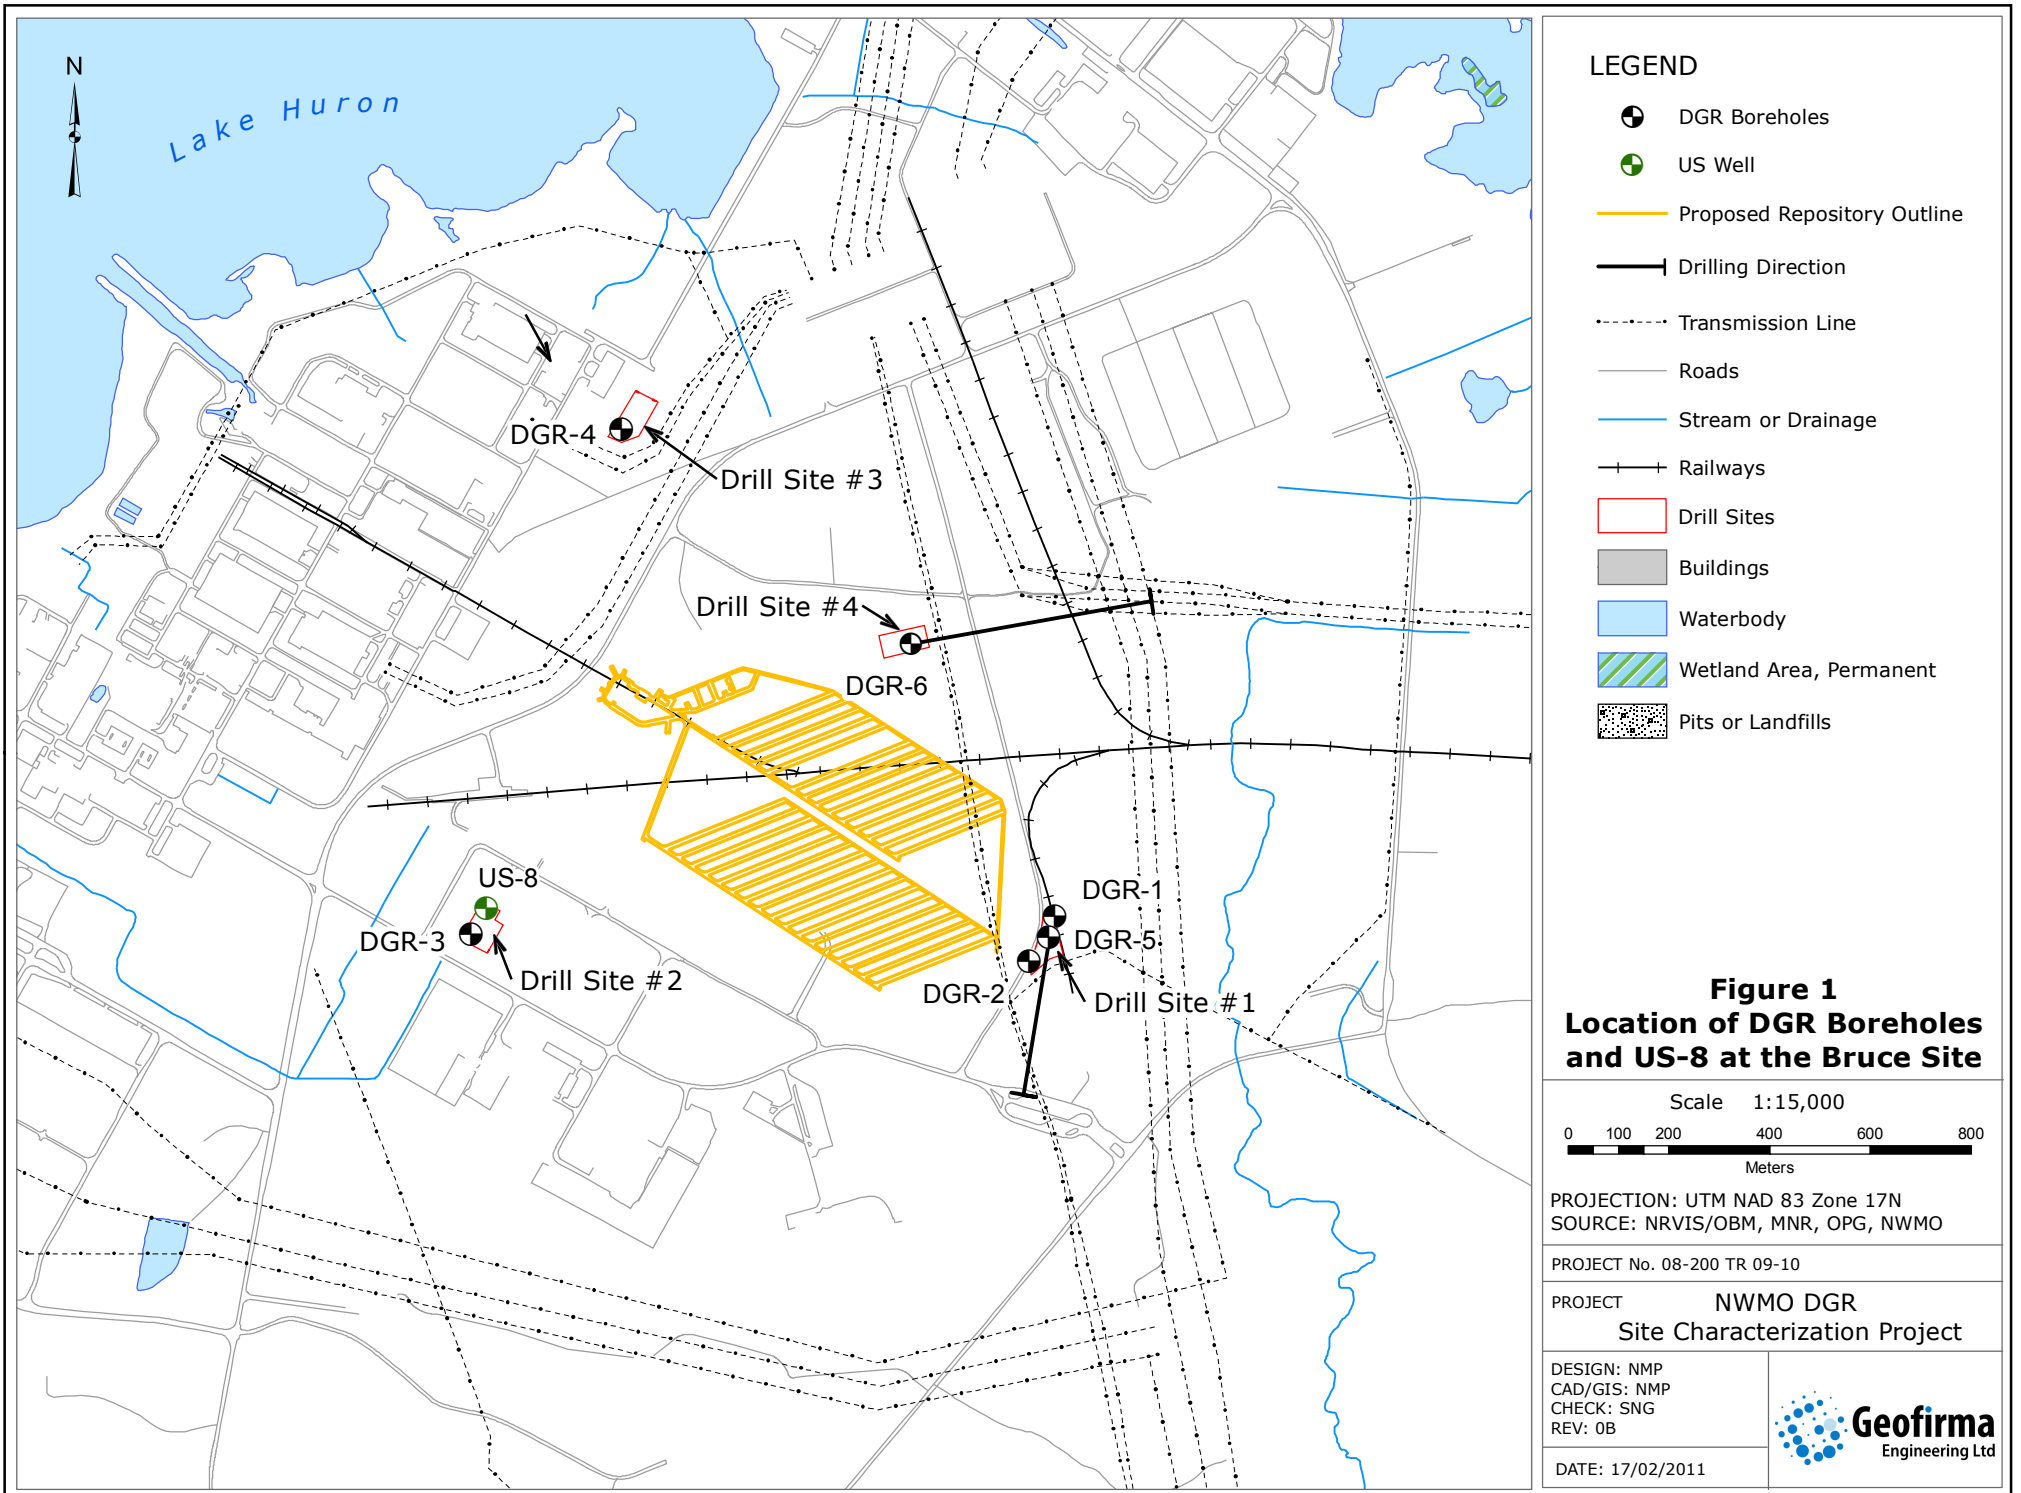 N
Lake Huron
DGR-4
Drill Site #3
Drill Site #4
DGR-6
US-8
DGR-3
Drill Site #2
DGR-1
DGR-5
DGR-2
Drill Site #1
LEGEND
DGR Boreholes
US Well
Proposed Repository Outline
Drilling Direction
Transmission Line
Roads
Stream or Drainage
Railways
Drill Sites
Buildings
Waterbody
Wetland Area, Permanent
Pits or Landfills
Figure 1
Location of DGR Boreholes
and US-8 at the Bruce Site
Scale 1:15,000
0 100 200 400 600 800
Meters
PROJECTION: UTM NAD 83 Zone 17N
SOURCE: NRVIS/OBM, MNR, OPG, NWMO
PROJECT No. 08-200 TR 09-10
PROJECT NWMO DGR
Site Characterization Project
DESIGN: NMP
CAD/GIS: NMP
CHECK: SNG
REV: 0B
DATE: 17/02/2011
Geofirma
Engineering Ltd